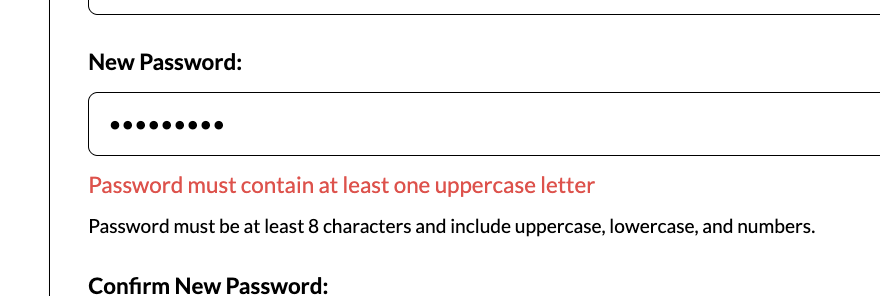 New Password:
•••••••••
Password must contain at least one uppercase letter
Password must be at least 8 characters and include uppercase, lowercase, and numbers.
Confirm New Password: